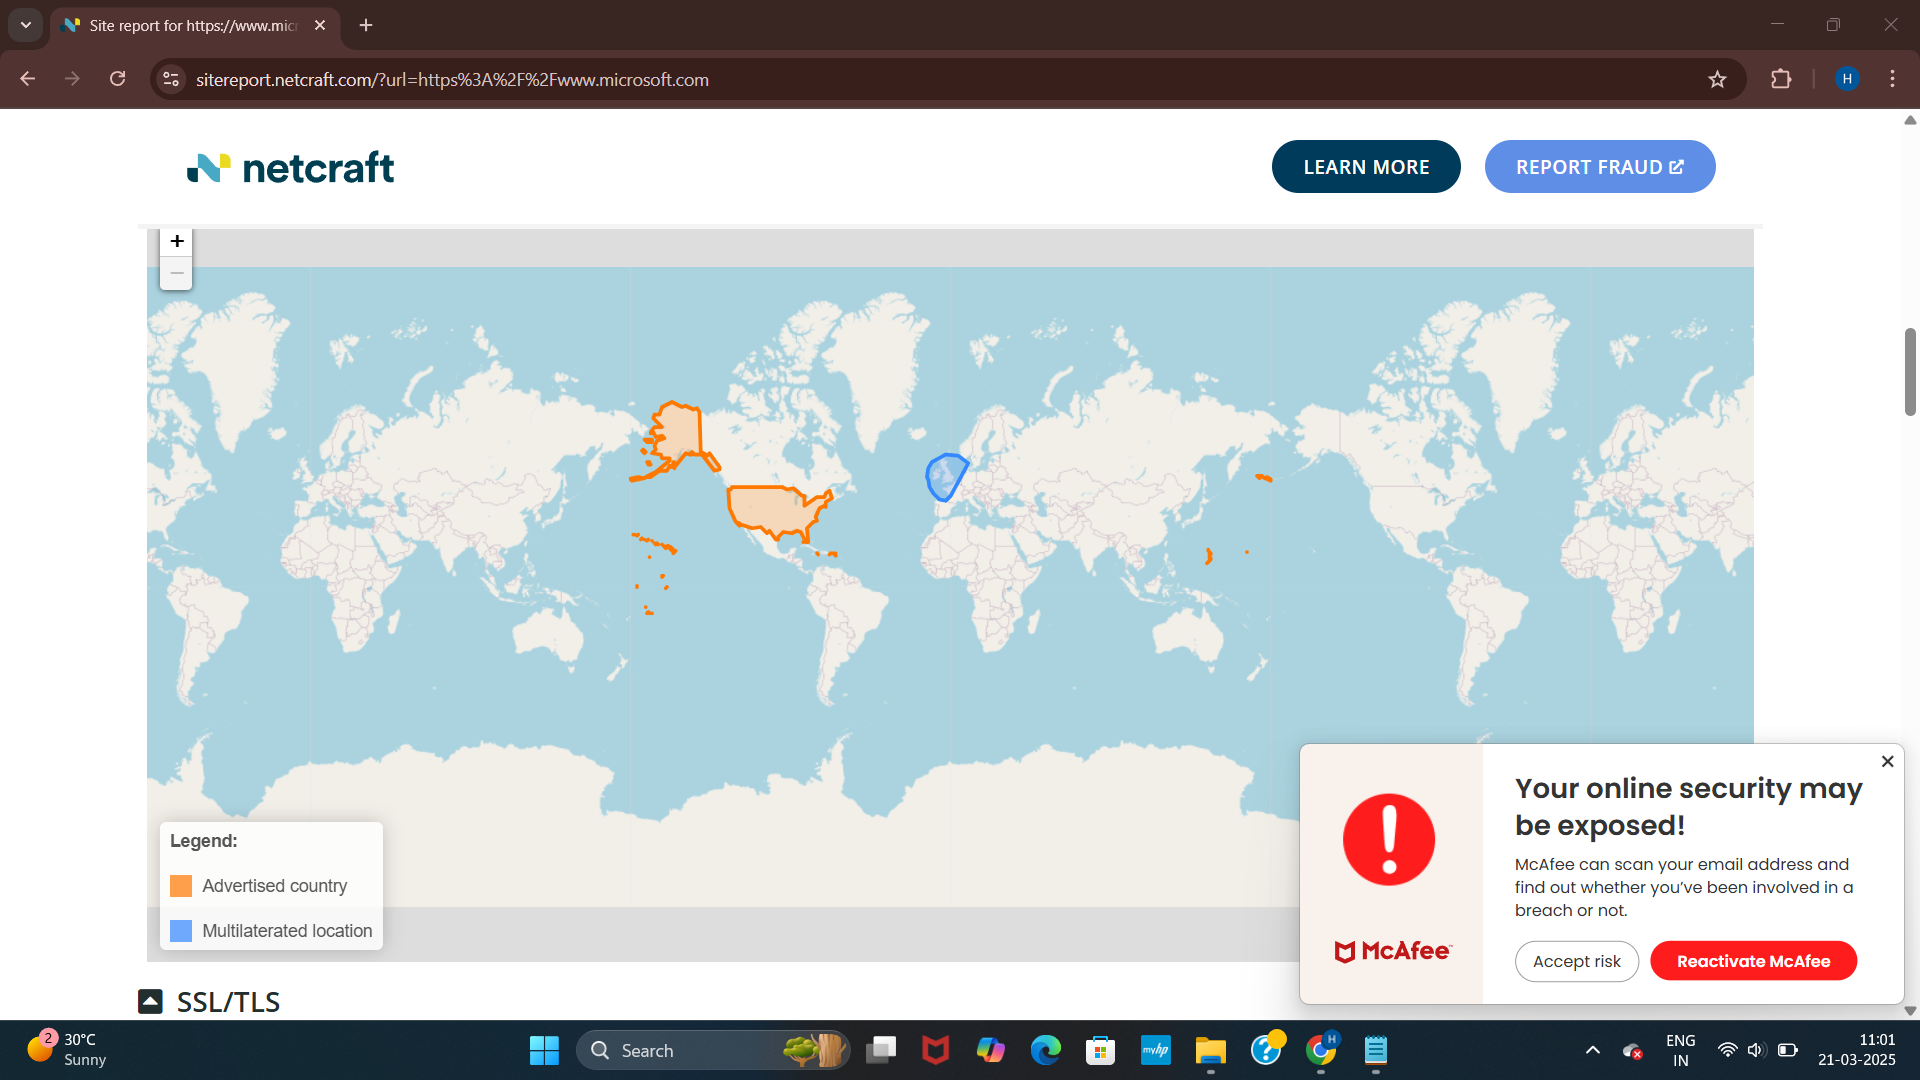 Site report for https://www.micr
sitereport.netcraft.com/?url=https%3A%2F%2Fwww.microsoft.com
H
netcraft
LEARN MORE
REPORT FRAUD
+
−
Legend:
Advertised country
Multilaterated location
Your online security may
be exposed!
McAfee can scan your email address and
find out whether you’ve been involved in a
breach or not.
McAfee™
Accept risk
Reactivate McAfee
SSL/TLS
2
30°C
Sunny
Search
myhp
H
ENG
IN
11:01
21-03-2025